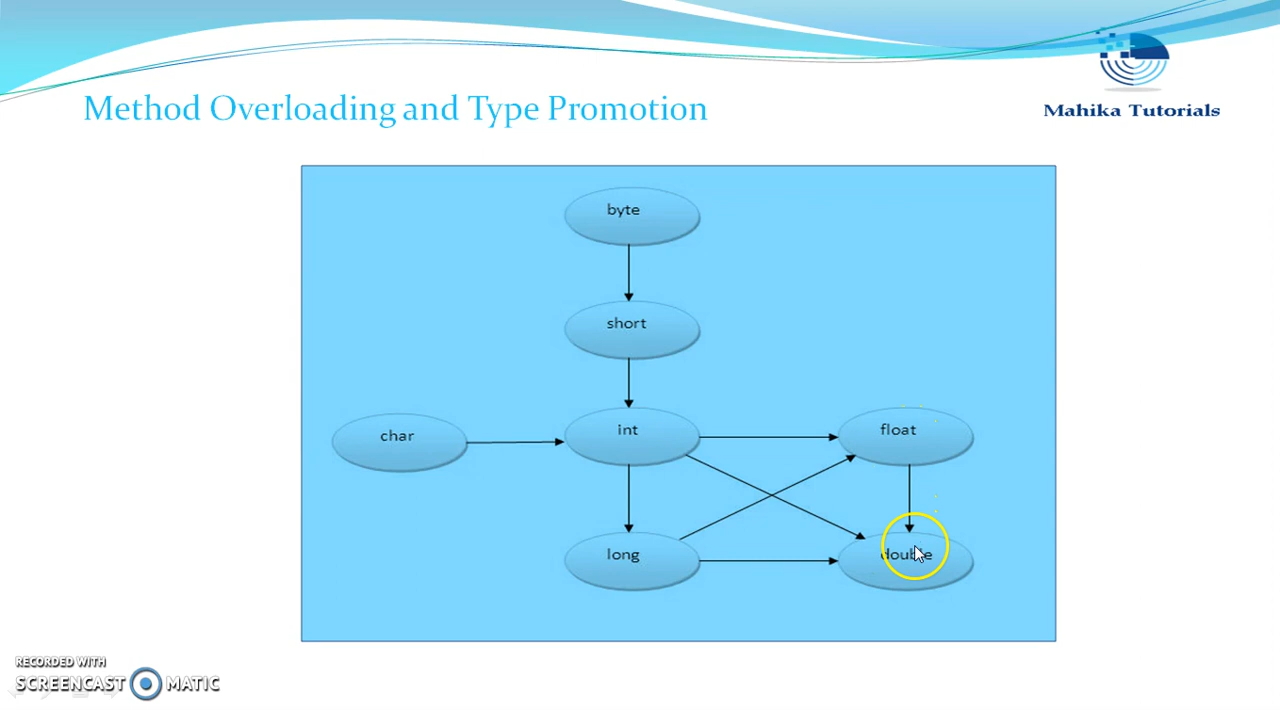 Method Overloading and Type Promotion
Mahika Tutorials
byte
short
char
int
float
long
double
RECORDED WITH
SCREENCAST MATIC